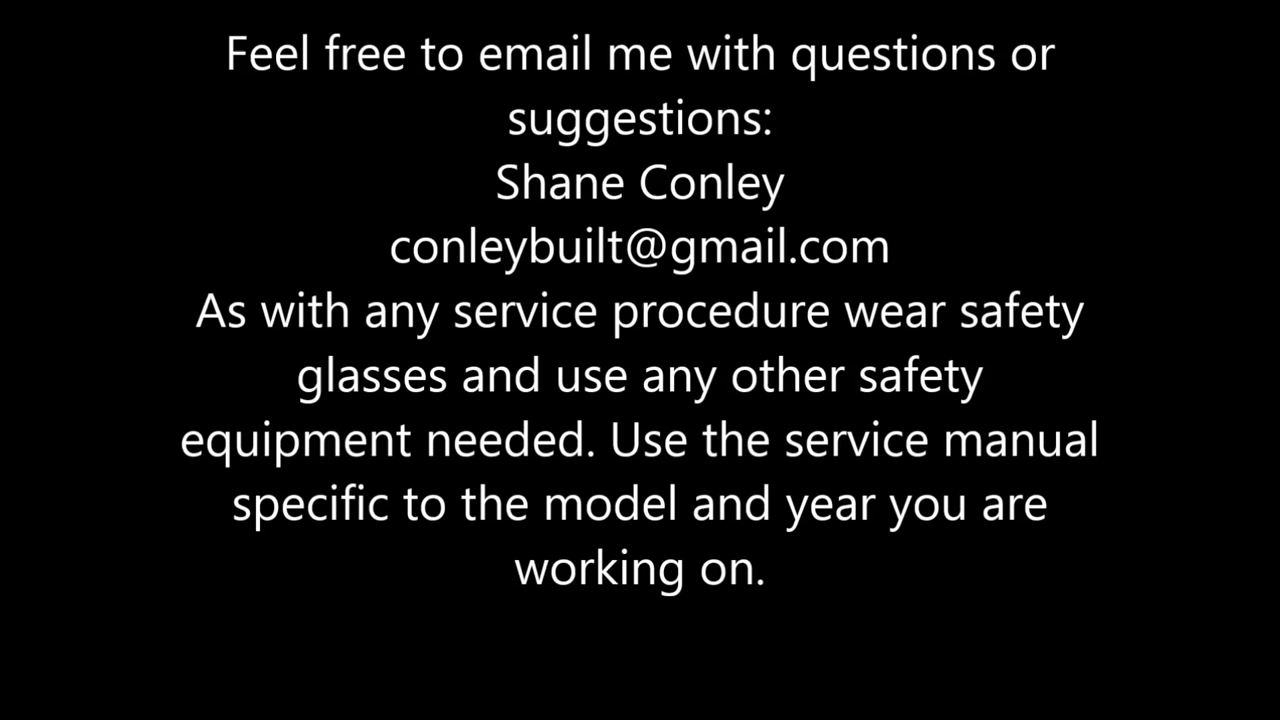 Feel free to email me with questions or
suggestions:
Shane Conley
conleybuilt@gmail.com
As with any service procedure wear safety
glasses and use any other safety
equipment needed. Use the service manual
specific to the model and year you are
working on.